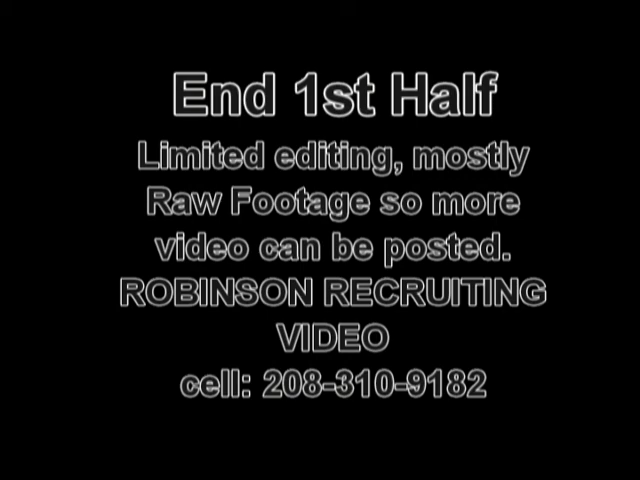 End 1st Half
Limited editing, mostly
Raw Footage so more
video can be posted.
ROBINSON RECRUITING
VIDEO
cell: 208-310-9182